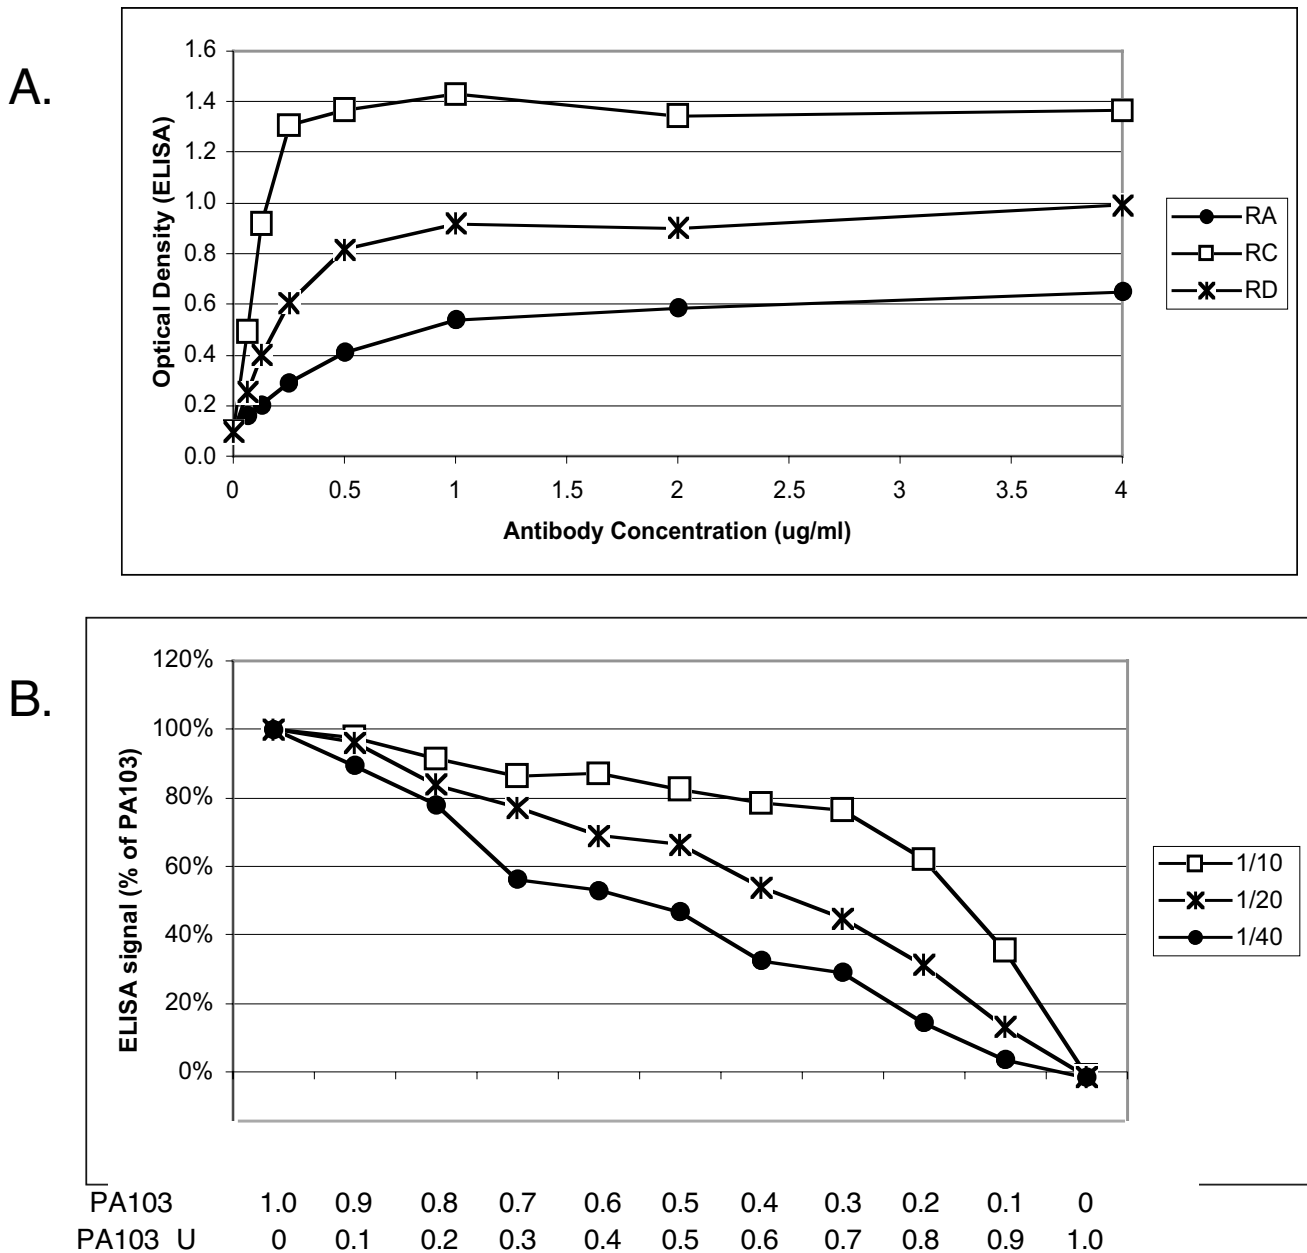 A.
1.6
1.4
1.2
1.0
0.8
0.6
0.4
0.2
0.0
Optical Density (ELISA)
0 0.5 1 1.5 2 2.5 3 3.5 4
Antibody Concentration (ug/ml)
RA
RC
RD
B.
120%
100%
80%
60%
40%
20%
0%
ELISA signal (% of PA103)
1/10
1/20
1/40
PA103 1.0 0.9 0.8 0.7 0.6 0.5 0.4 0.3 0.2 0.1 0
PA103 U 0 0.1 0.2 0.3 0.4 0.5 0.6 0.7 0.8 0.9 1.0